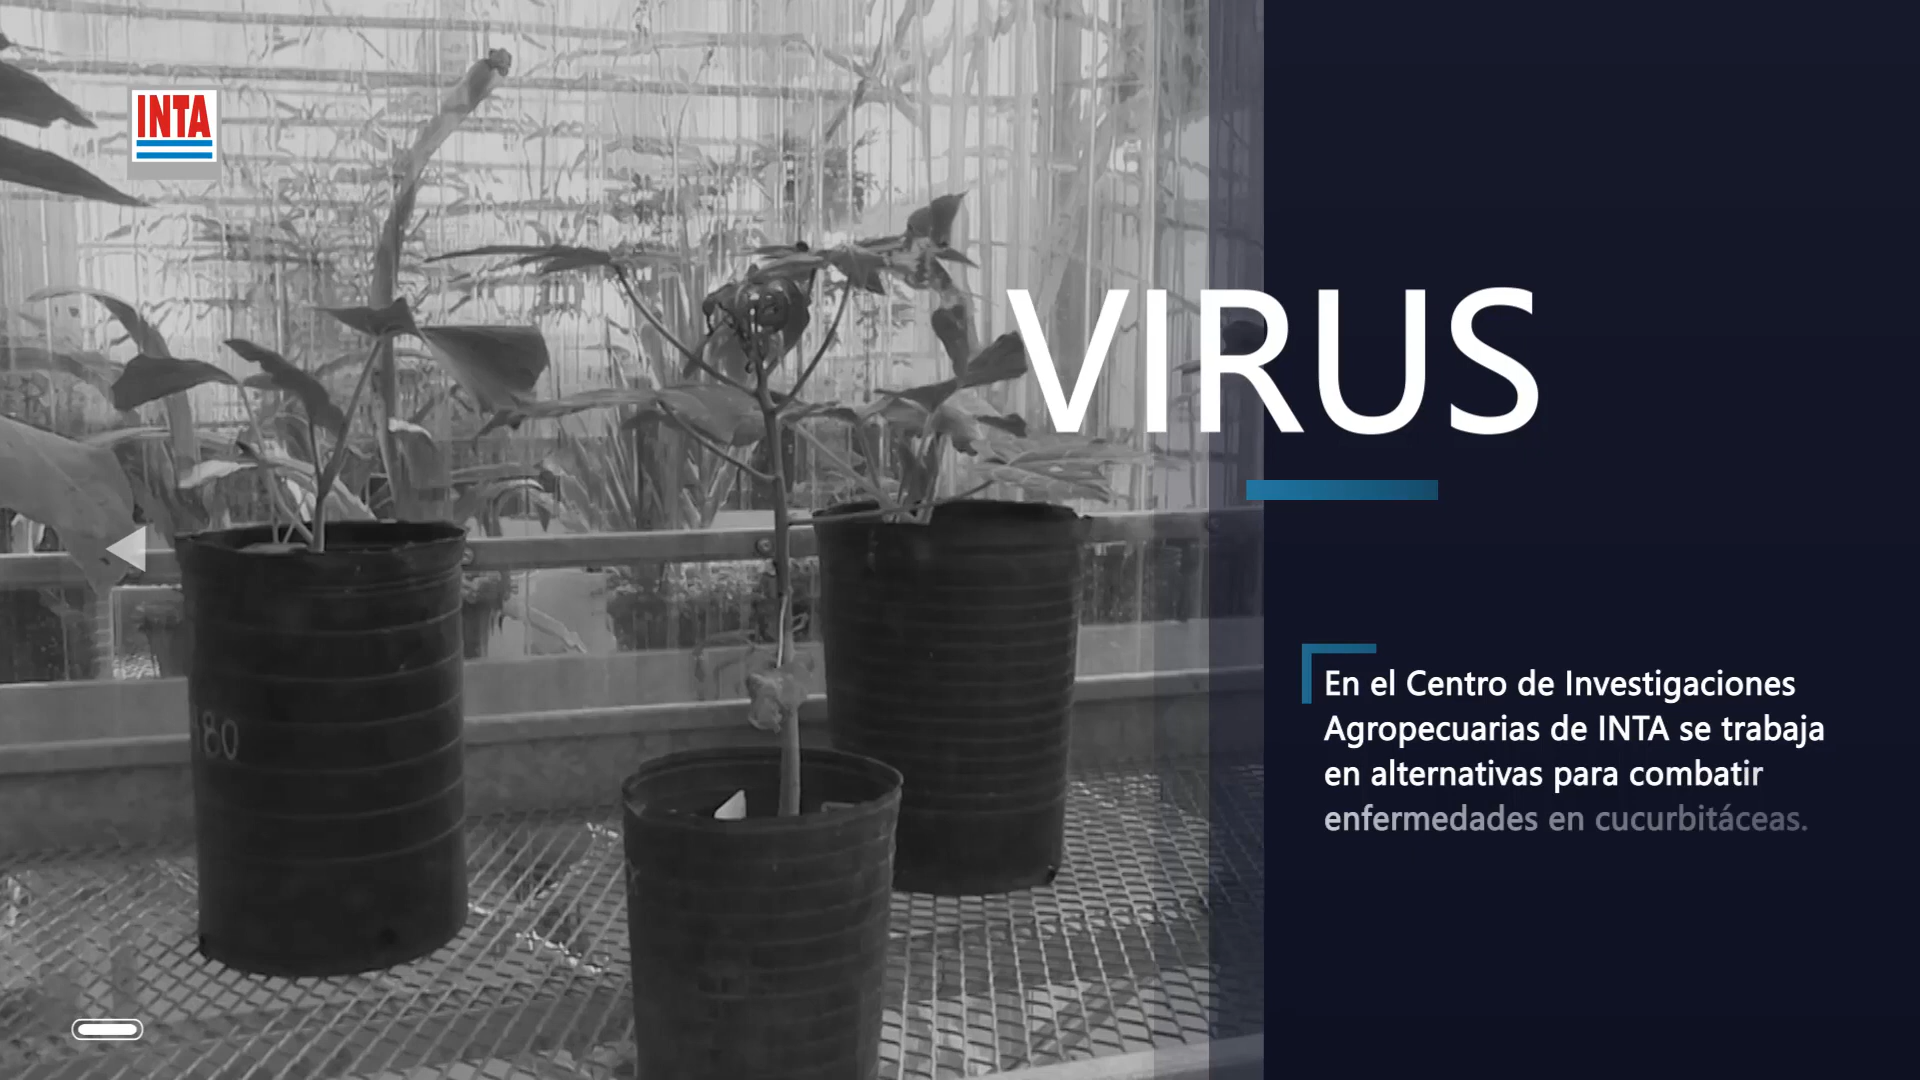 INTA
VIRUS
180
En el Centro de Investigaciones
Agropecuarias de INTA se trabaja
en alternativas para combatir
enfermedades en cucurbitáceas.